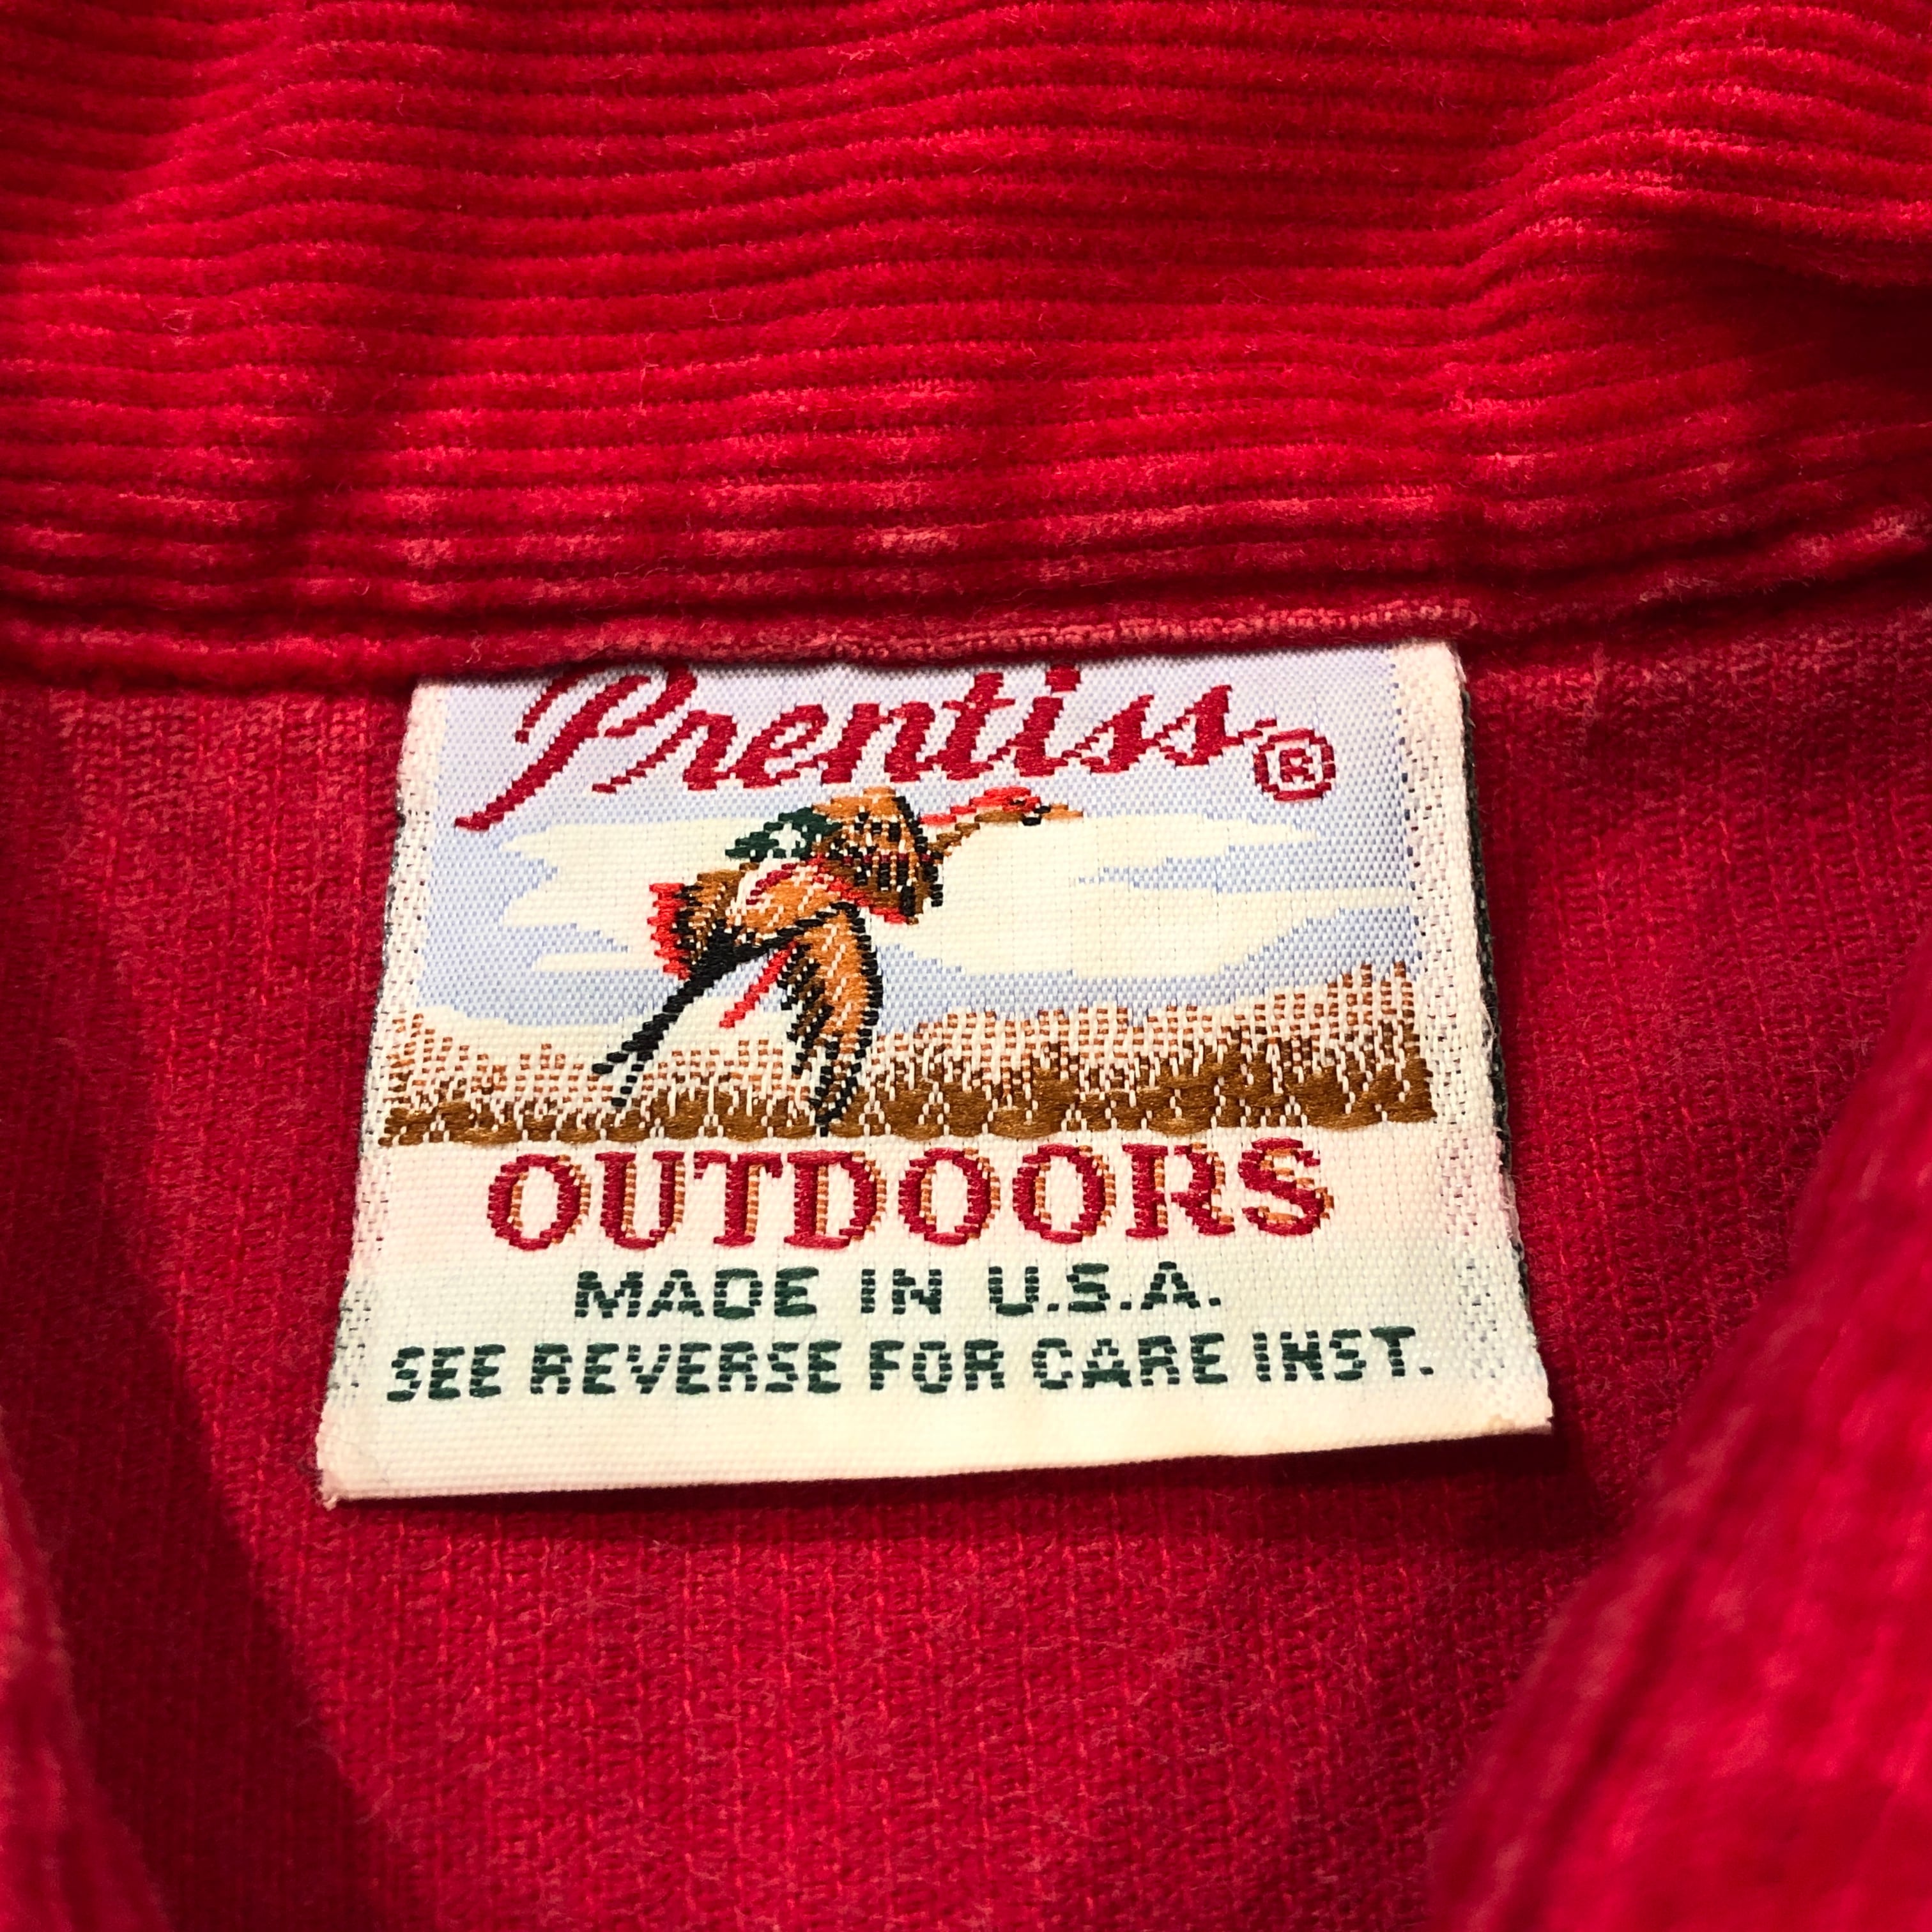 Prentiss®
OUTDOORS
MADE IN U.S.A.
SEE REVERSE FOR CARE INST.